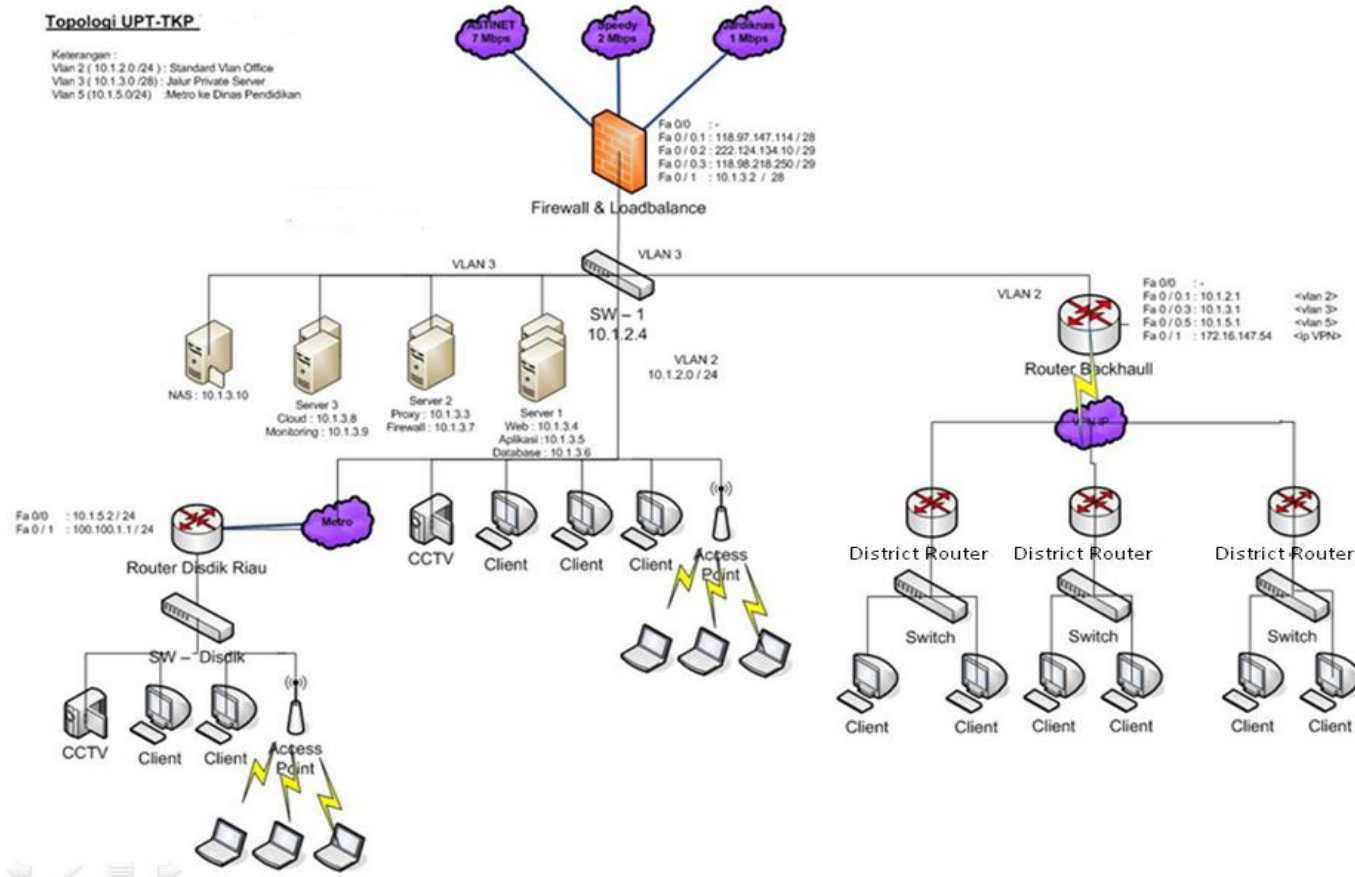 Topologi UPT-TKP
Keterangan :
Vlan 2 ( 10.1.2.0 /24 ) : Standard Vlan Office
Vlan 3 ( 10.1.3.0 /28) : Jalur Private Server
Vlan 5 (10.1.5.0/24) :Metro ke Dinas Pendidikan
ASTINET
7 Mbps
Speedy
2 Mbps
Jardiknas
1 Mbps
Fa 0/0 : -
Fa 0 / 0.1 : 118.97.147.114 / 28
Fa 0 / 0.2 : 222.124.134.10 / 29
Fa 0 / 0.3 : 118.98.218.250 / 29
Fa 0 / 1 : 10.1.3.2 / 28
Firewall & Loadbalance
VLAN 3
VLAN 3
SW – 1
10.1.2.4
VLAN 2
Fa 0/0 : -
Fa 0 / 0.1 : 10.1.2.1 <vlan 2>
Fa 0 / 0.3 : 10.1.3.1 <vlan 3>
Fa 0 / 0.5 : 10.1.5.1 <vlan 5>
Fa 0 / 1 : 172.16.147.54 <ip VPN>
Router Backhaull
VLAN 2
10.1.2.0 / 24
NAS : 10.1.3.10
Server 3
Cloud : 10.1.3.8
Monitoring : 10.1.3.9
Server 2
Proxy : 10.1.3.3
Firewall : 10.1.3.7
Server 1
Web : 10.1.3.4
Aplikasi :10.1.3.5
Database : 10.1.3.6
VPN IP
Fa 0/0 : 10.1.5.2 / 24
Fa 0 / 1 : 100.100.1.1 / 24
Metro
Router Disdik Riau
CCTV
Client
Client
Client
Access
Point
District Router
District Router
District Router
SW – Disdik
Switch
Switch
Switch
CCTV
Client
Client
Access
Point
Client
Client
Client
Client
Client
Client